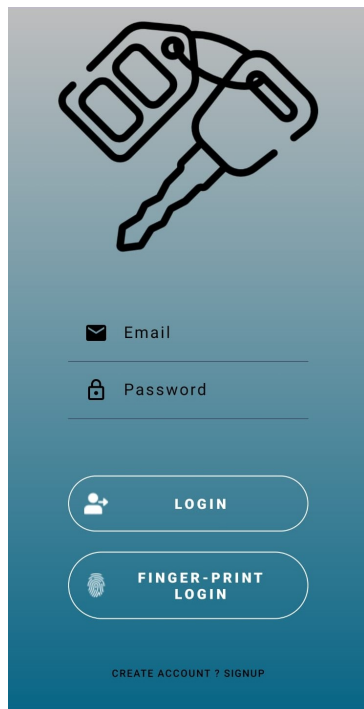 Email
Password
LOGIN
FINGER-PRINT
LOGIN
CREATE ACCOUNT ? SIGNUP